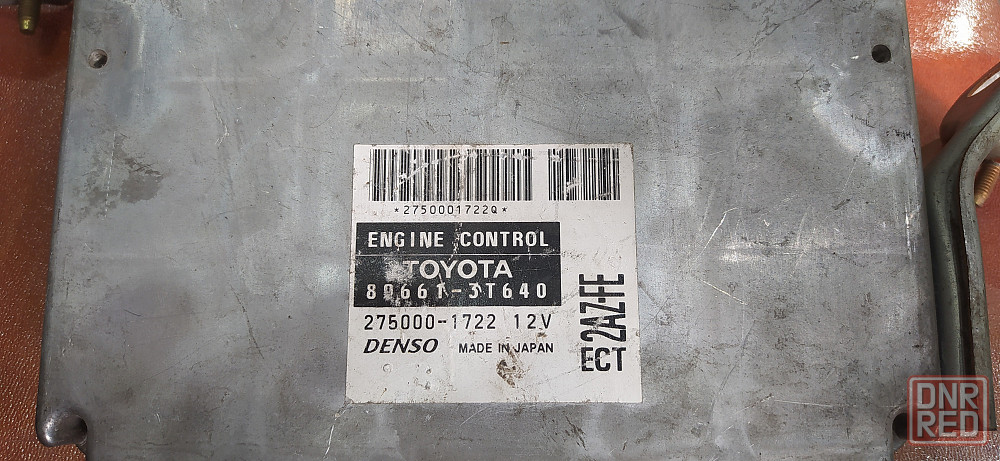 *2750001722Q*
ENGINE CONTROL
TOYOTA
89661-3T640
275000-1722 12V
DENSO MADE IN JAPAN
2AZ-FE
ECT
DNR
RED